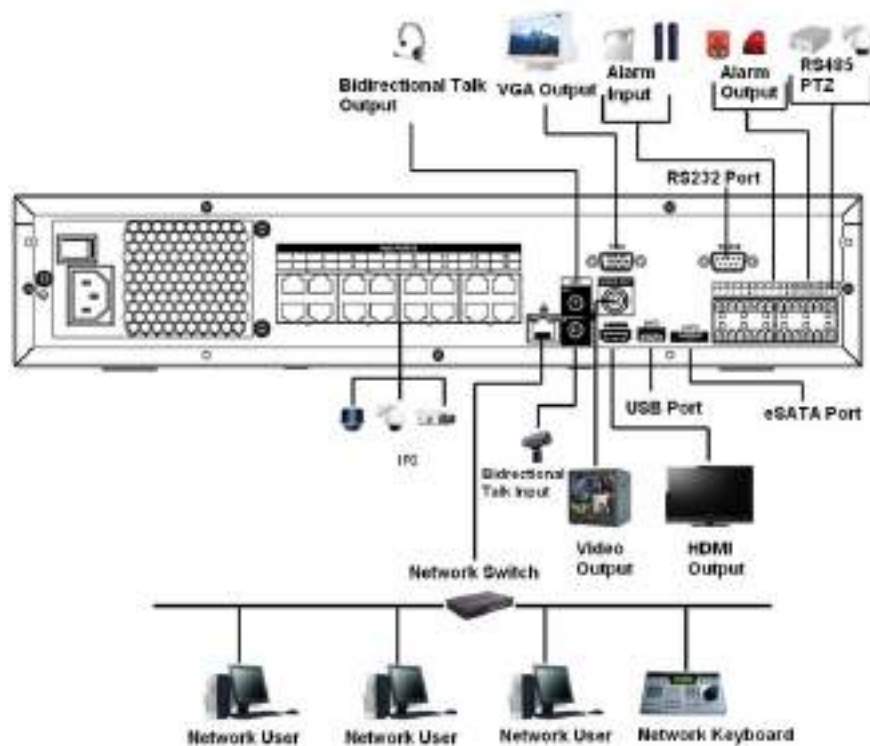 Bidirectional Talk
Output
VGA Output
Alarm
Input
Alarm
Output
RS485
PTZ
RS232 Port
USB Port
eSATA Port
IPC
Bidirectional
Talk Input
Video
Output
HDMI
Output
Network Switch
Network User
Network User
Network User
Network Keyboard